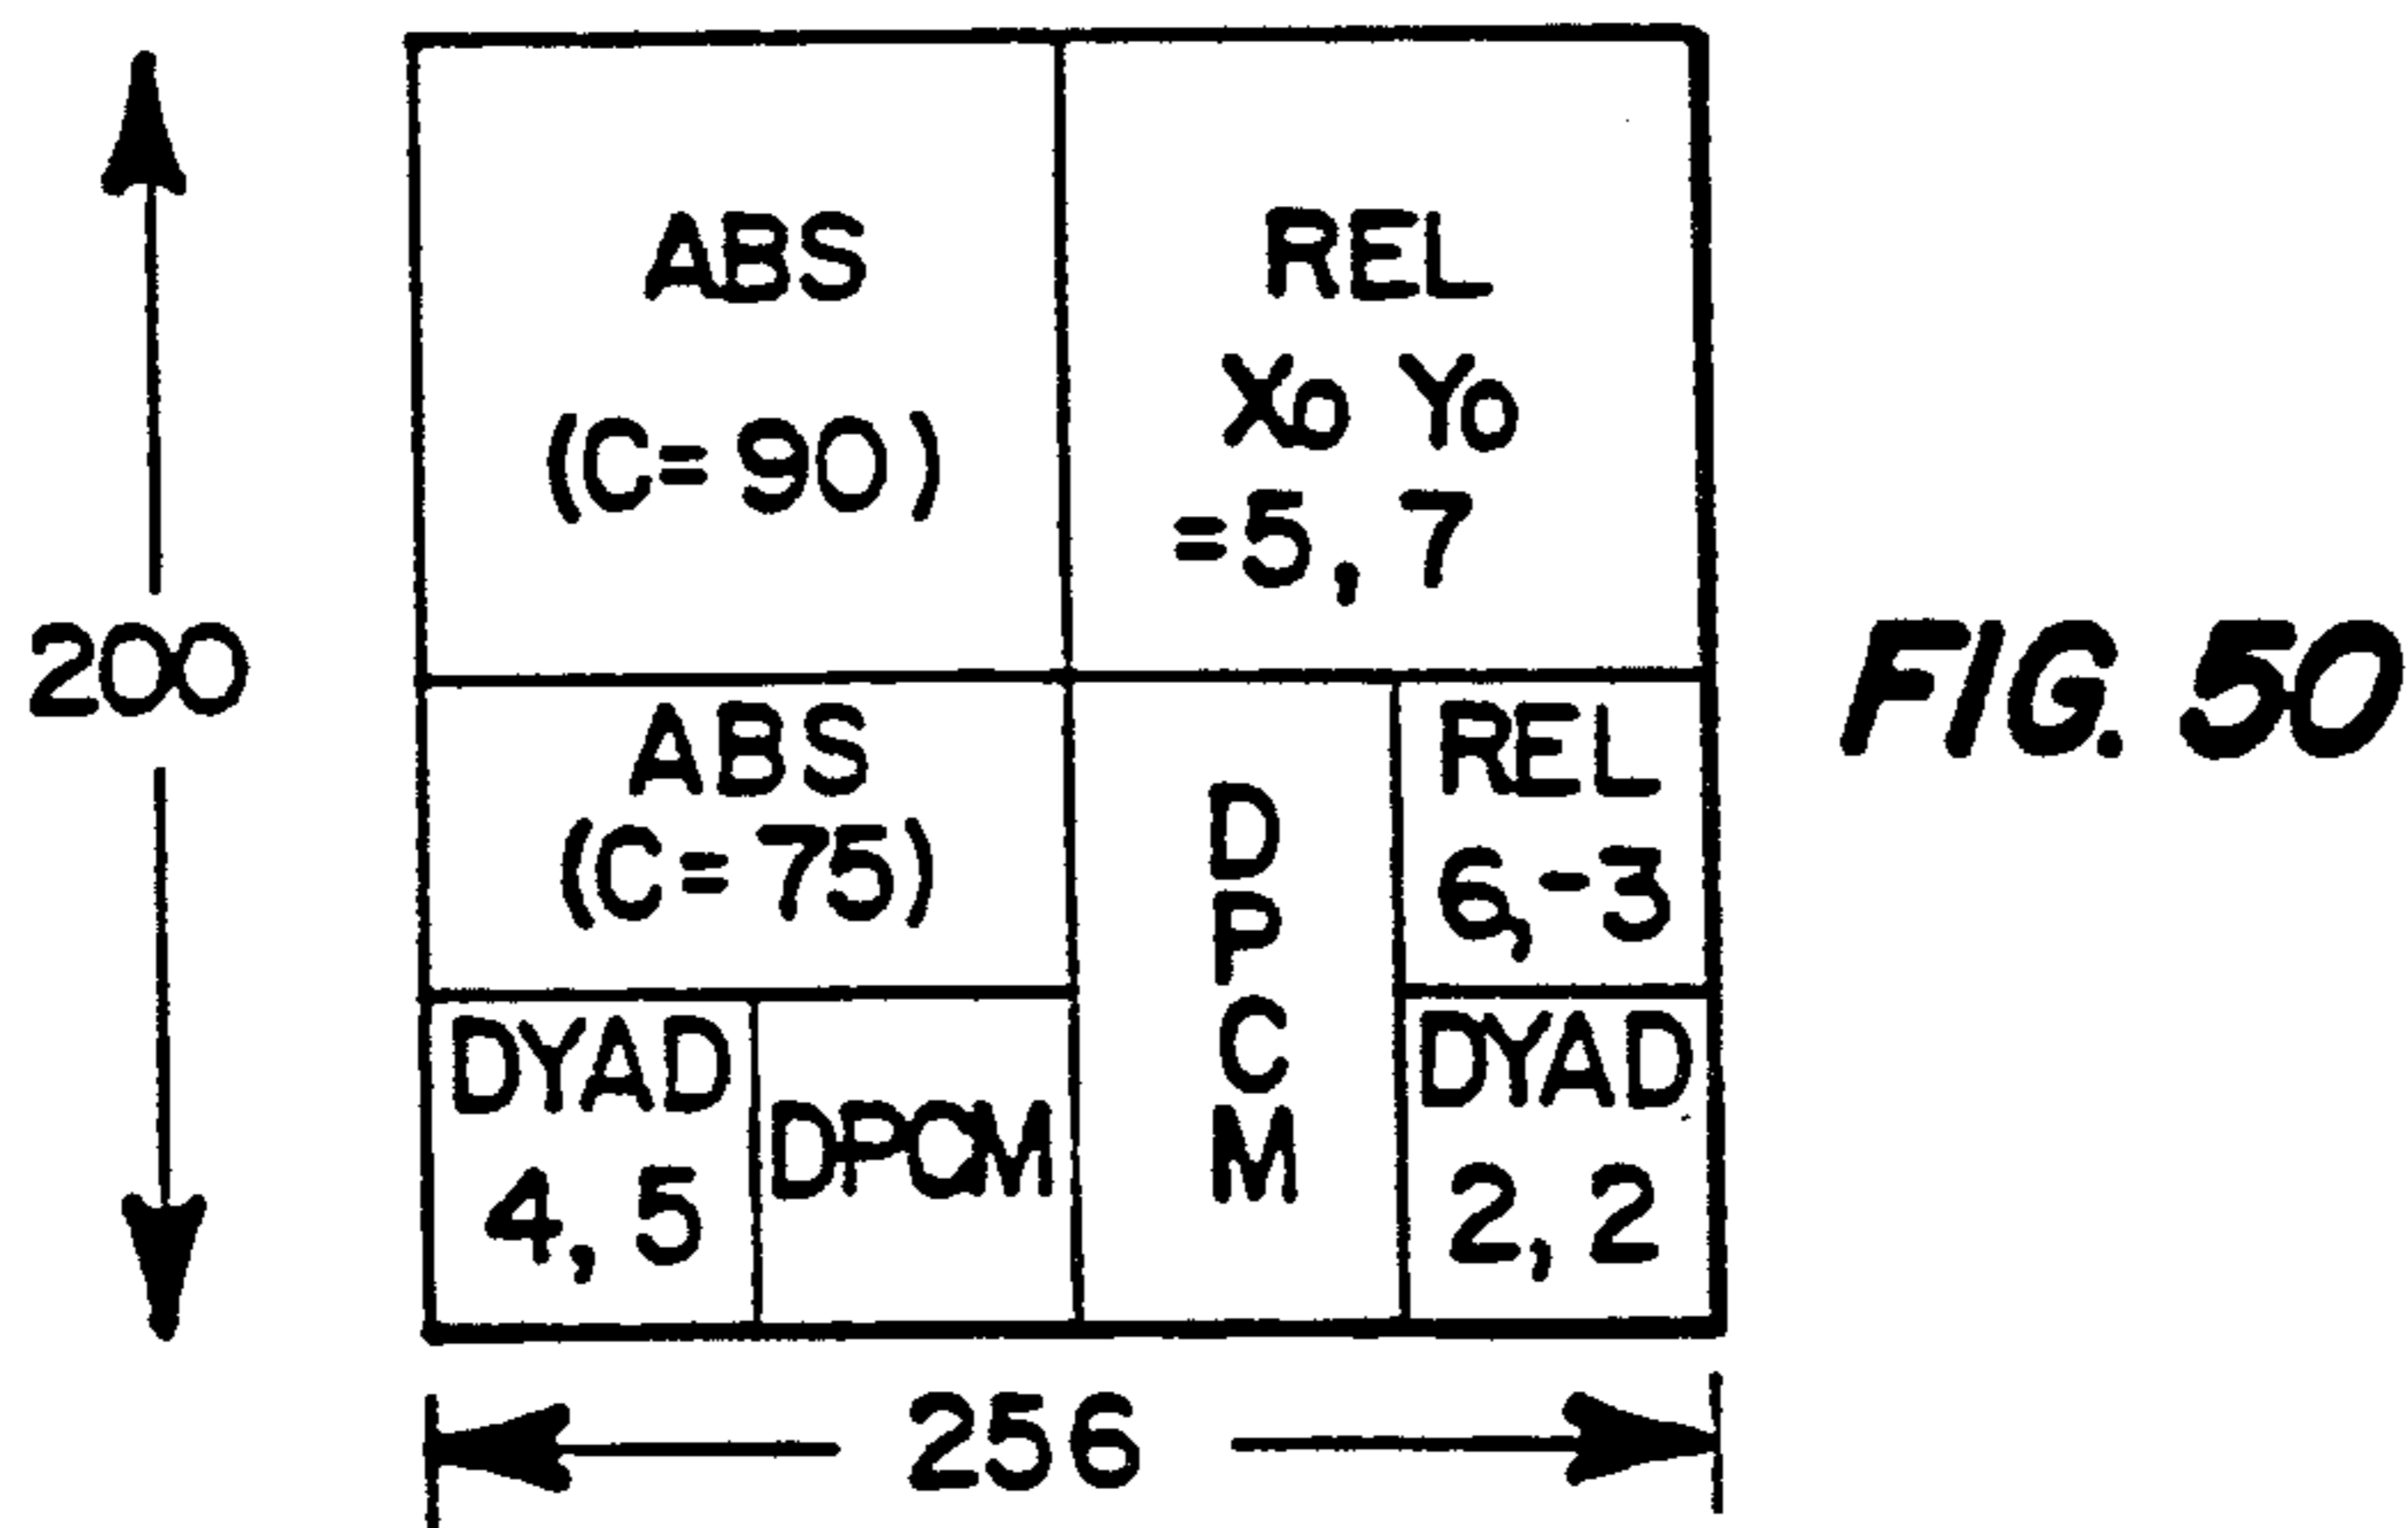 ABS
(C=90)
REL
Xo Yo
=5,7
200
FIG. 50
ABS
(C=75)
D
P
C
M
REL
6,-3
DYAD
4,5
DPCM
DYAD
2,2
256